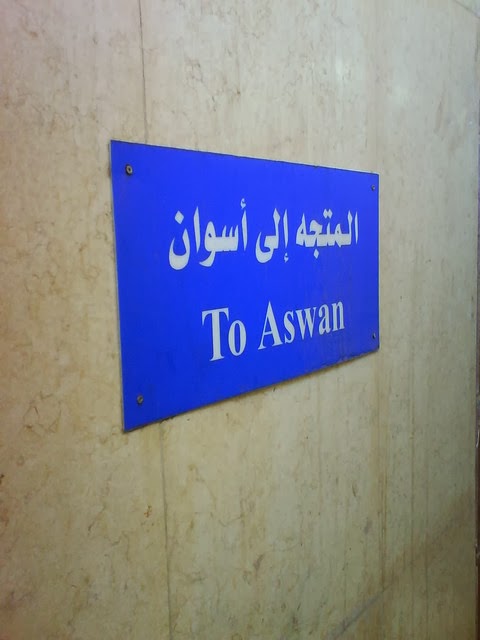 المتجه إلى أسوان
To Aswan